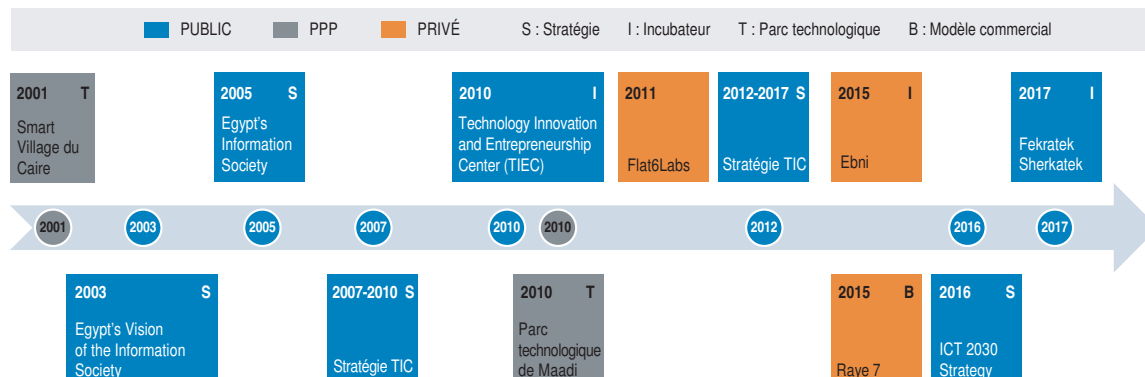 PUBLIC PPP PRIVÉ S : Stratégie I : Incubateur T : Parc technologique B : Modèle commercial
2001 T
Smart
Village du
Caire
2005 S
Egypt's
Information
Society
2010 I
Technology Innovation
and Entrepreneurship
Center (TIEC)
2011
Flat6Labs
2012-2017 S
Stratégie TIC
2015 I
Ebni
2017 I
Fekratek
Sherkatek
2001 2003 2005 2007 2010 2010 2012 2016 2017
2003 S
Egypt's Vision
of the Information
Society
2007-2010 S
Stratégie TIC
2010 T
Parc
technologique
de Maadi
2015 B
Raye 7
2016 S
ICT 2030
Strategy